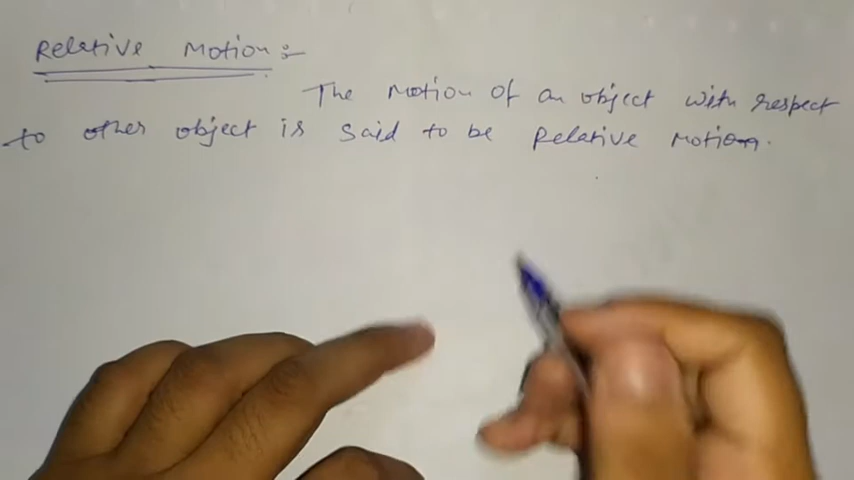 Relative Motion :-
The Motion of an object with respect
to other object is said to be Relative Motion.